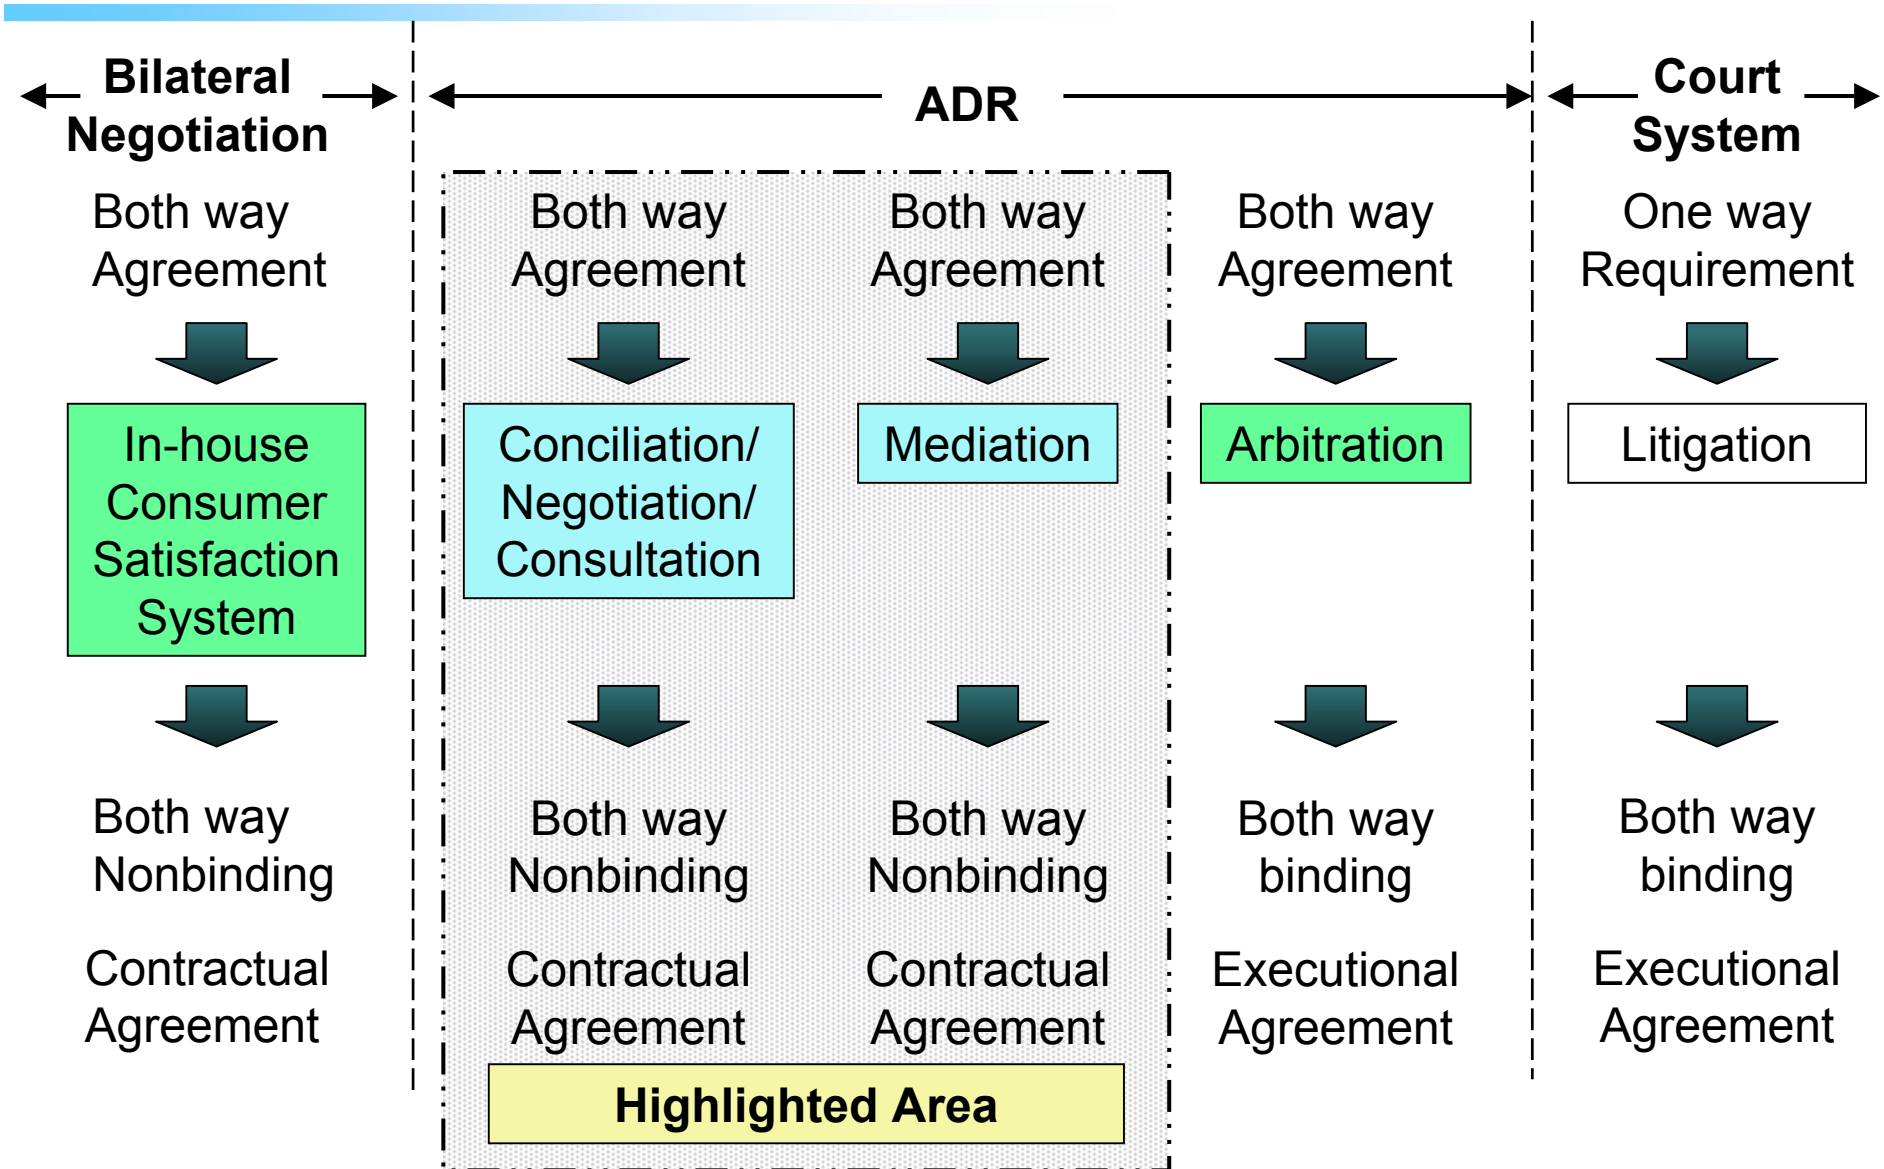 Bilateral
Negotiation
ADR
Court
System
Both way
Agreement
Both way
Agreement
Both way
Agreement
Both way
Agreement
One way
Requirement
In-house
Consumer
Satisfaction
System
Conciliation/
Negotiation/
Consultation
Mediation
Arbitration
Litigation
Both way
Nonbinding
Both way
Nonbinding
Both way
Nonbinding
Both way
binding
Both way
binding
Contractual
Agreement
Contractual
Agreement
Contractual
Agreement
Executional
Agreement
Executional
Agreement
Highlighted Area